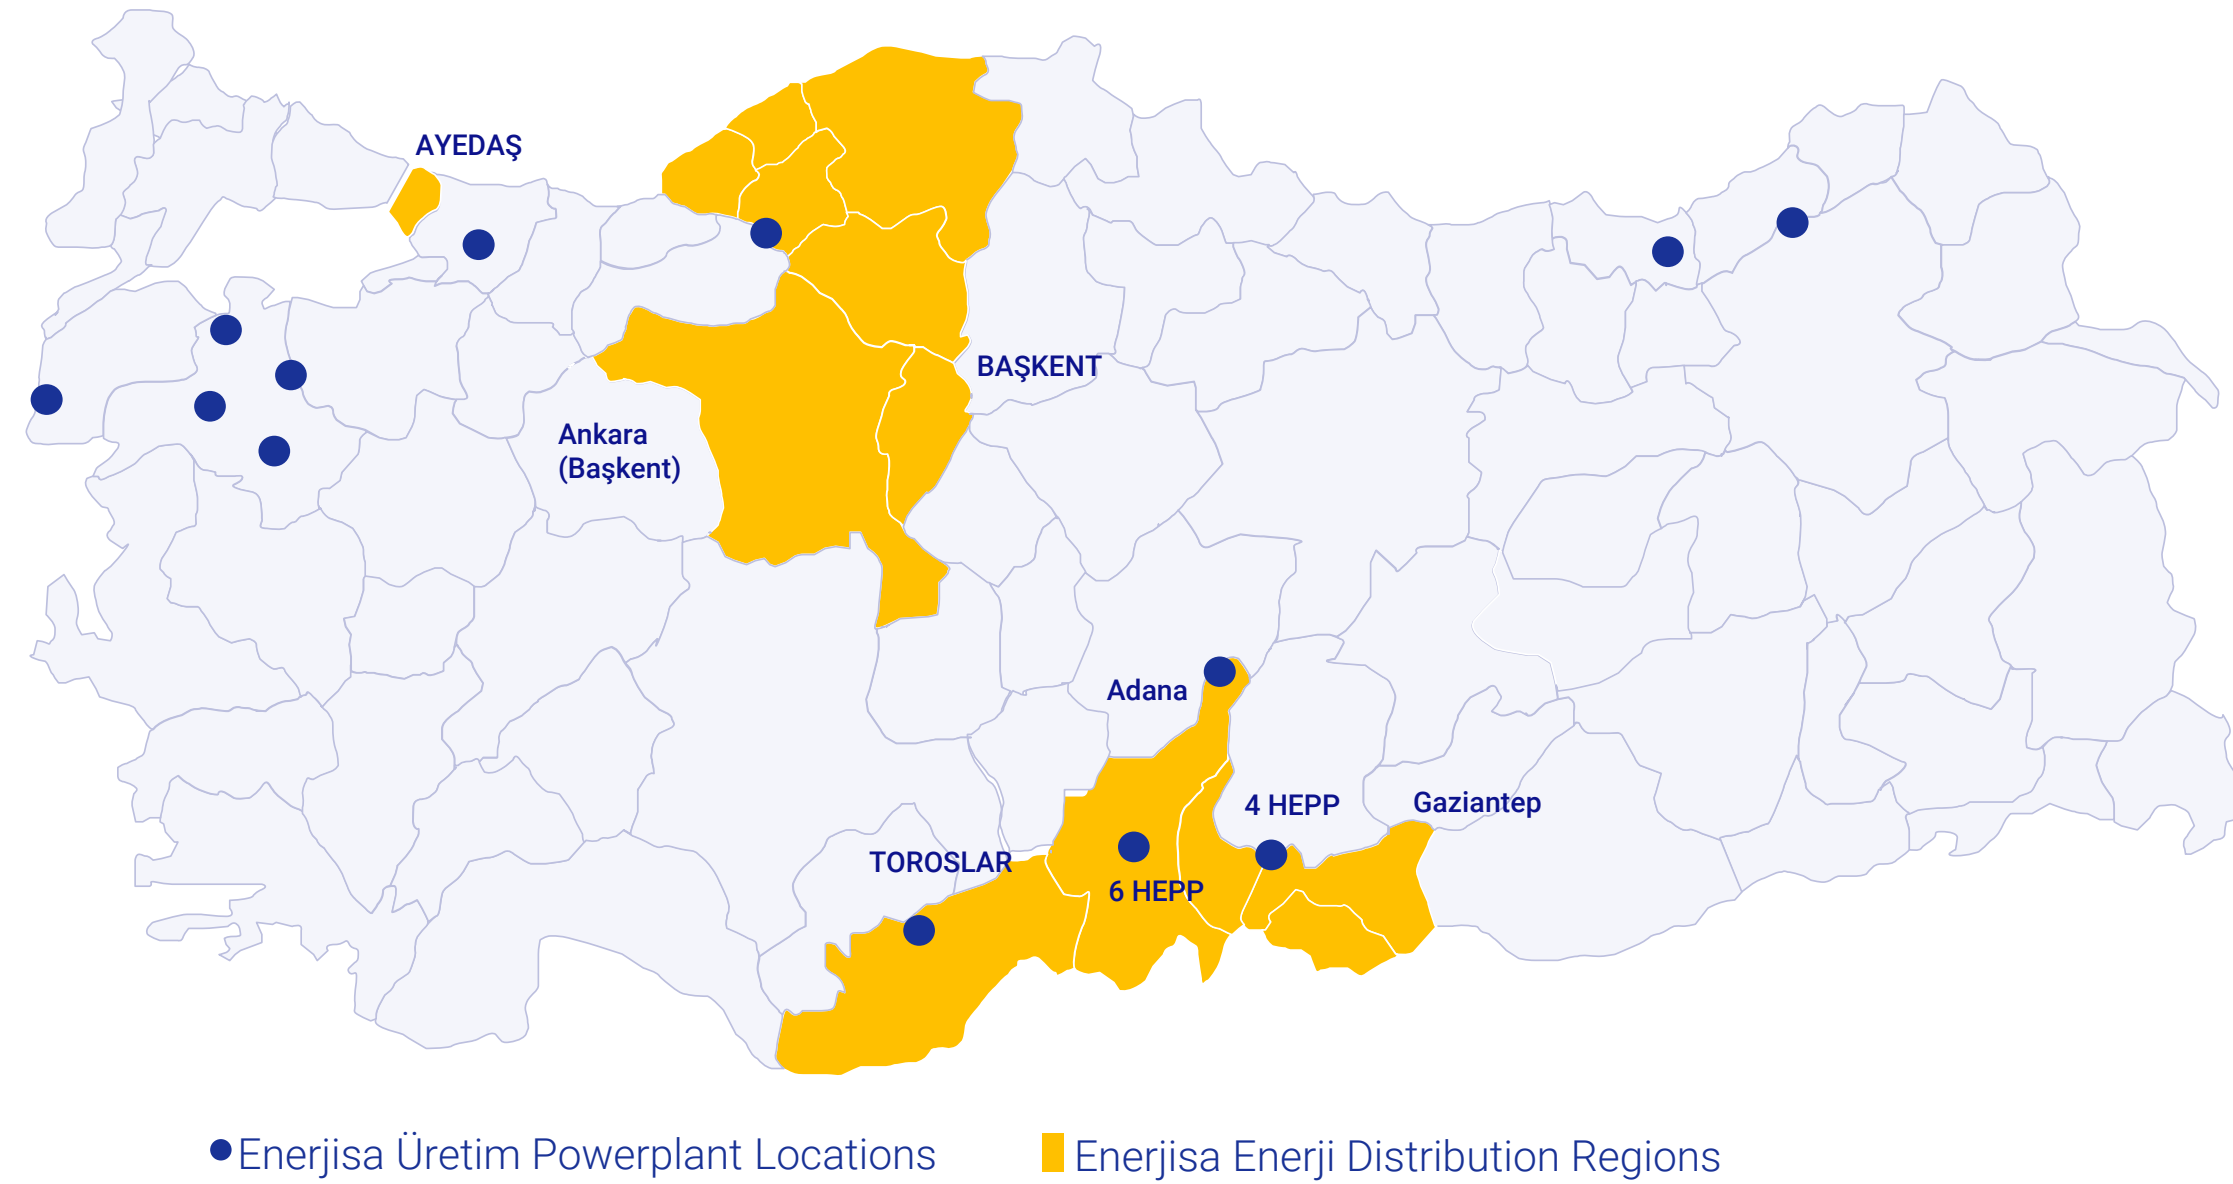 AYEDAŞ
BAŞKENT
Ankara
(Başkent)
Adana
4 HEPP
Gaziantep
TOROSLAR
6 HEPP
Enerjisa Üretim Powerplant Locations
Enerjisa Enerji Distribution Regions